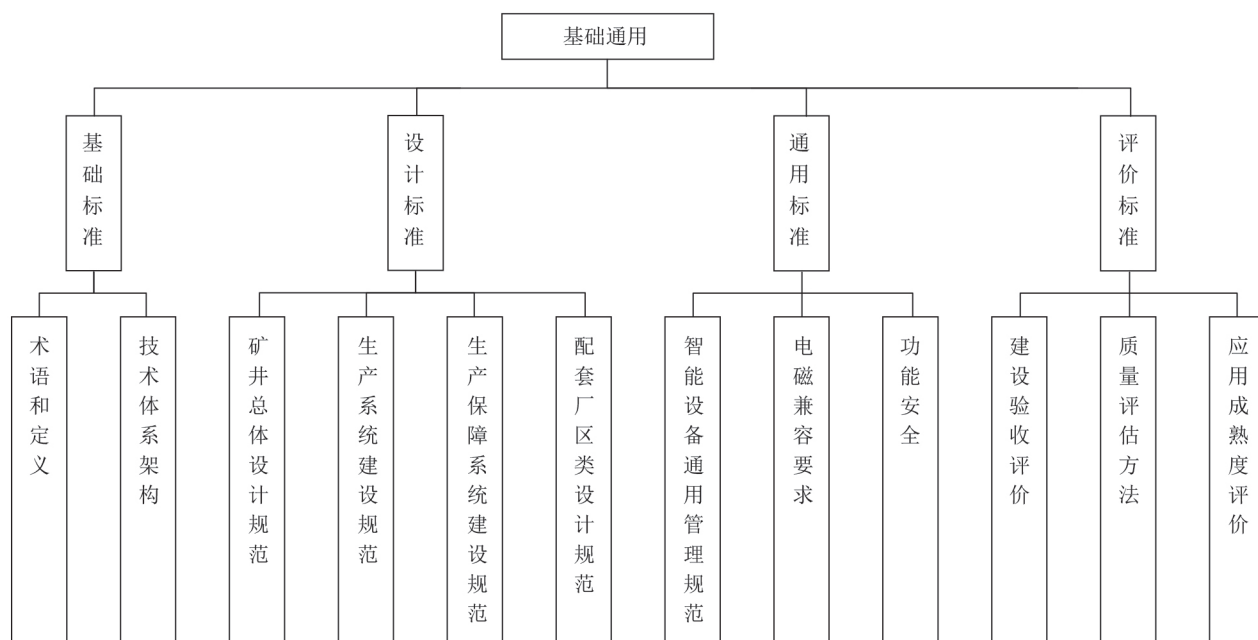 基础通用
基础标准
设计标准
通用标准
评价标准
术语和定义
技术体系架构
矿井总体设计规范
生产系统建设规范
生产保障系统建设规范
配套厂区类设计规范
智能设备通用管理规范
电磁兼容要求
功能安全
建设验收评价
质量评估方法
应用成熟度评价